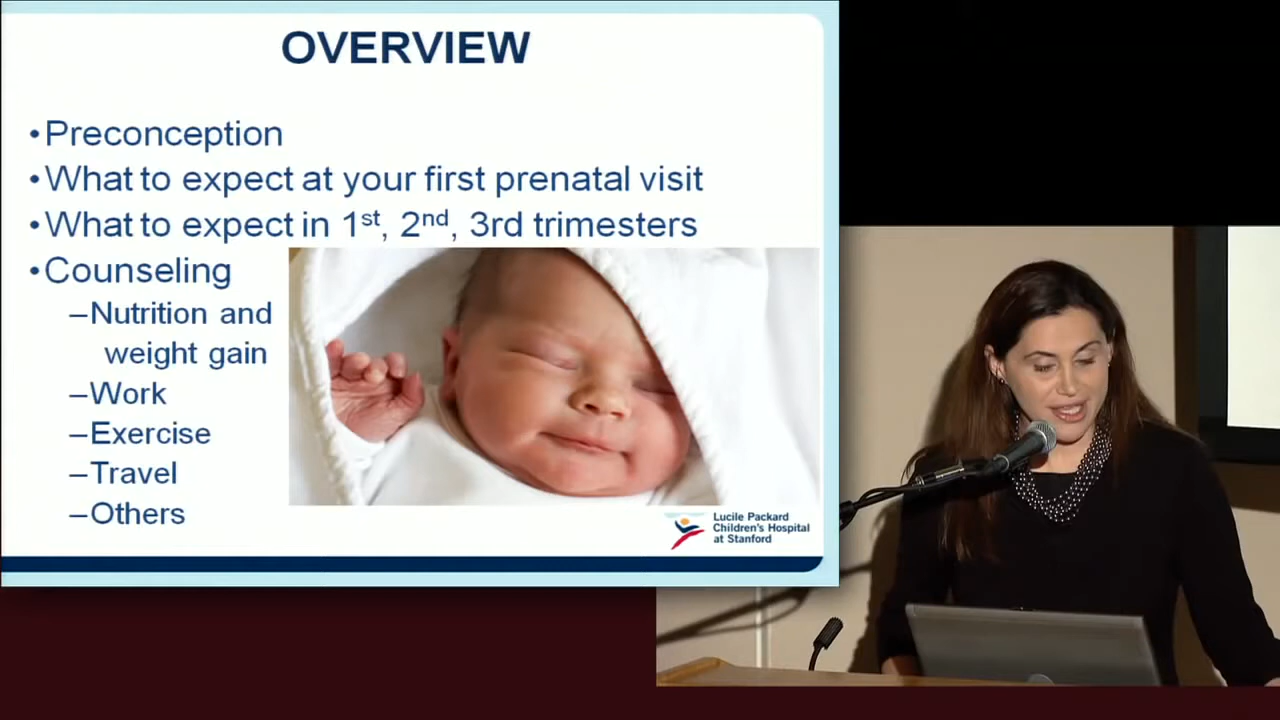 OVERVIEW
•Preconception
•What to expect at your first prenatal visit
•What to expect in 1st, 2nd, 3rd trimesters
•Counseling
–Nutrition and
weight gain
–Work
–Exercise
–Travel
–Others
Lucile Packard
Children's Hospital
at Stanford